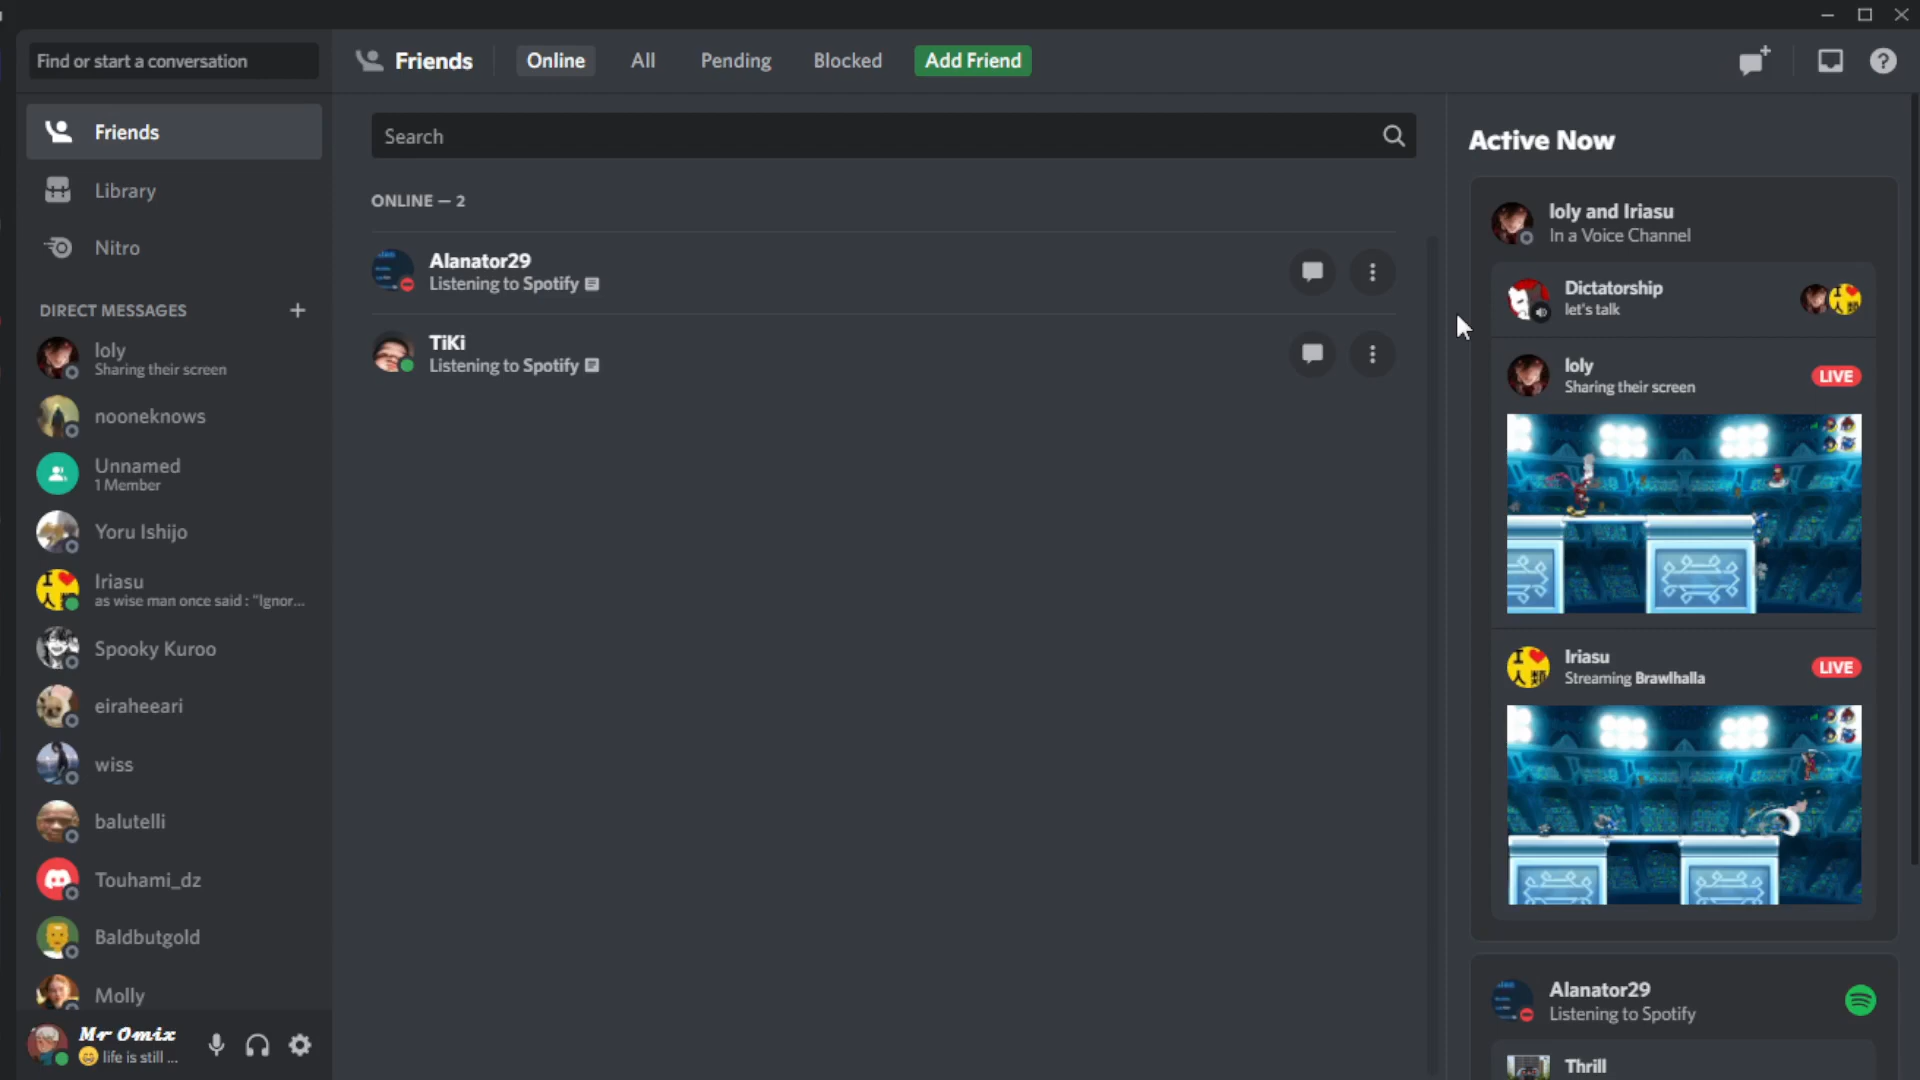 Find or start a conversation
Friends
Online
All
Pending
Blocked
Add Friend
Friends
Library
Nitro
DIRECT MESSAGES
loly
Sharing their screen
nooneknows
Unnamed
1 Member
Yoru Ishijo
Iriasu
as wise man once said : "Ignor...
Spooky Kuroo
eiraheeari
wiss
balutelli
Touhami_dz
Baldbutgold
Molly
Mr Omix
life is still ...
Search
ONLINE — 2
Alanator29
Listening to Spotify
TiKi
Listening to Spotify
Active Now
loly and Iriasu
In a Voice Channel
Dictatorship
let's talk
loly
Sharing their screen
LIVE
Iriasu
Streaming Brawlhalla
LIVE
Alanator29
Listening to Spotify
Thrill